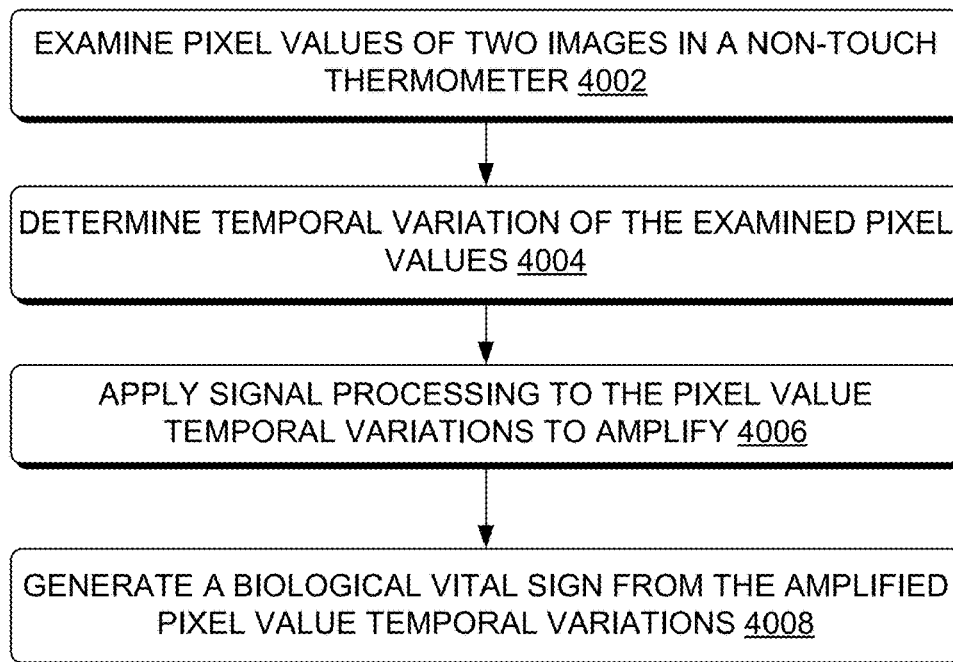 EXAMINE PIXEL VALUES OF TWO IMAGES IN A NON-TOUCH
THERMOMETER 4002
DETERMINE TEMPORAL VARIATION OF THE EXAMINED PIXEL
VALUES 4004
APPLY SIGNAL PROCESSING TO THE PIXEL VALUE
TEMPORAL VARIATIONS TO AMPLIFY 4006
GENERATE A BIOLOGICAL VITAL SIGN FROM THE AMPLIFIED
PIXEL VALUE TEMPORAL VARIATIONS 4008